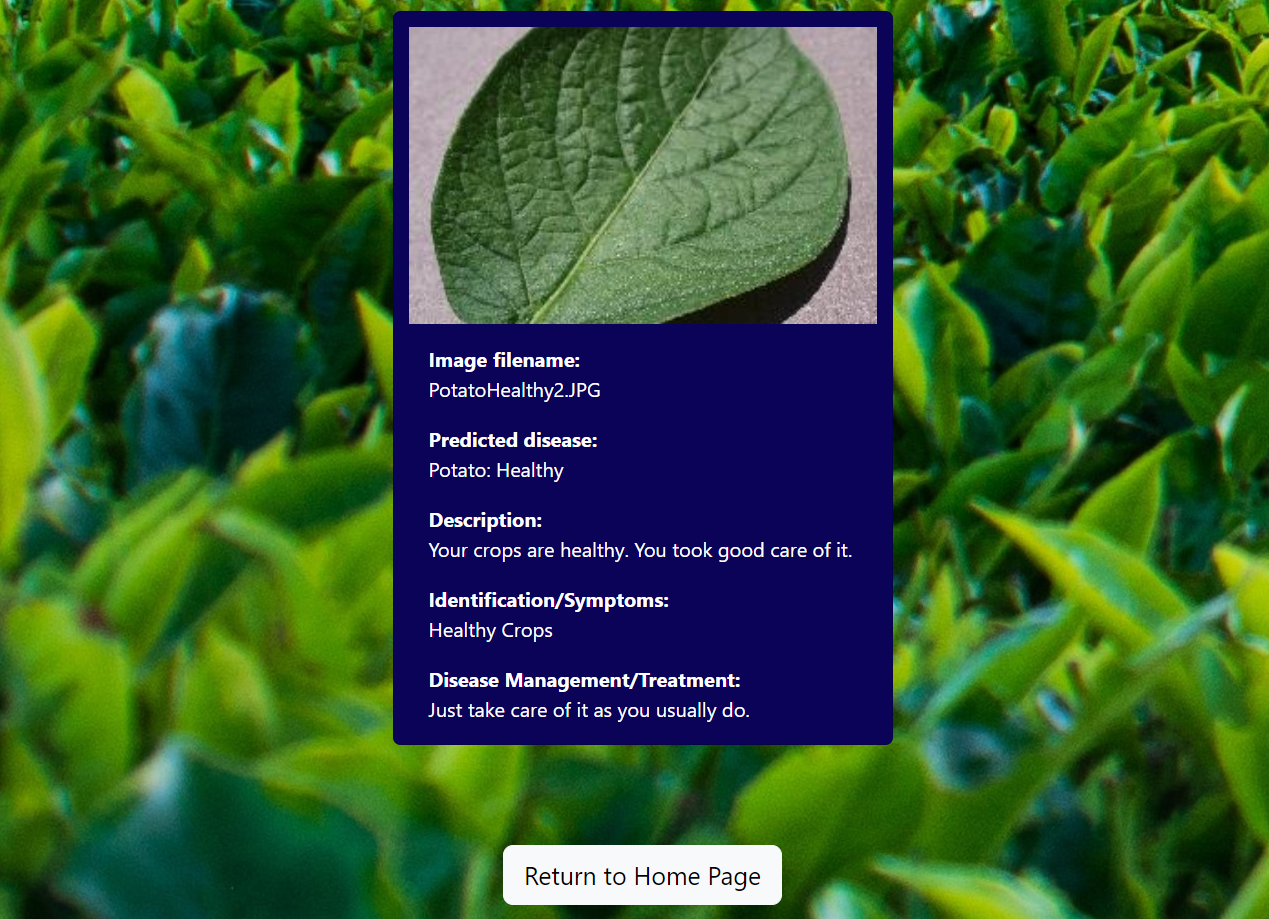 Image filename:
PotatoHealthy2.JPG
Predicted disease:
Potato: Healthy
Description:
Your crops are healthy. You took good care of it.
Identification/Symptoms:
Healthy Crops
Disease Management/Treatment:
Just take care of it as you usually do.
Return to Home Page